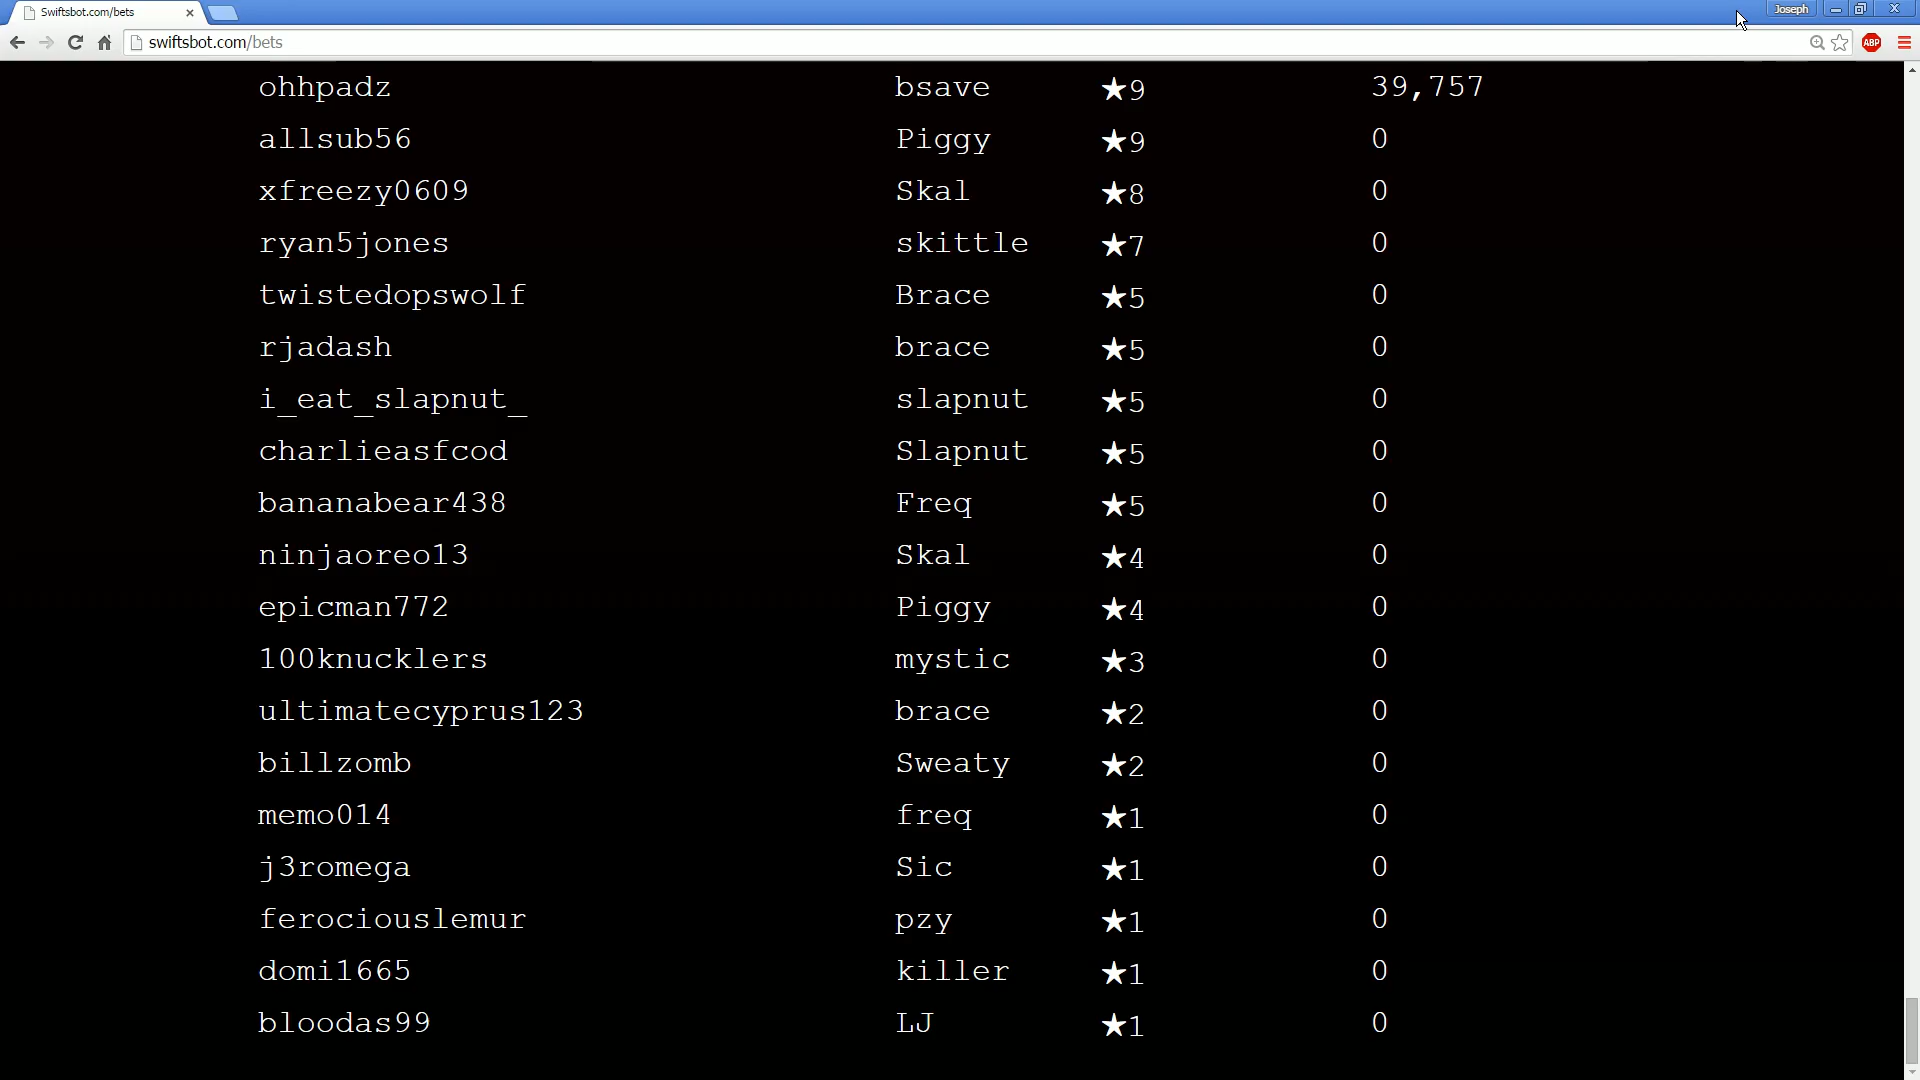 Swiftsbot.com/bets
Joseph
swiftsbot.com/bets
ABP
ohhpadz bsave ★9 39,757
allsub56 Piggy ★9 0
xfreezy0609 Skal ★8 0
ryan5jones skittle ★7 0
twistedopswolf Brace ★5 0
rjadash brace ★5 0
i_eat_slapnut_ slapnut ★5 0
charlieasfcod Slapnut ★5 0
bananabear438 Freq ★5 0
ninjaoreo13 Skal ★4 0
epicman772 Piggy ★4 0
100knucklers mystic ★3 0
ultimatecyprus123 brace ★2 0
billzomb Sweaty ★2 0
memo014 freq ★1 0
j3romega Sic ★1 0
ferociouslemur pzy ★1 0
domi1665 killer ★1 0
bloodas99 LJ ★1 0